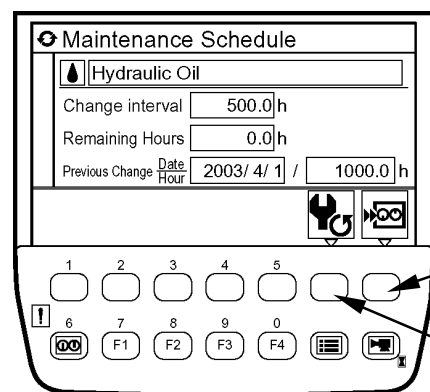 Maintenance Schedule
Hydraulic Oil
Change interval 500.0 h
Remaining Hours 0.0 h
Previous Change Date/Hour 2003/ 4/ 1 / 1000.0 h
1 2 3 4 5
6 7 8 9 0
F1 F2 F3 F4